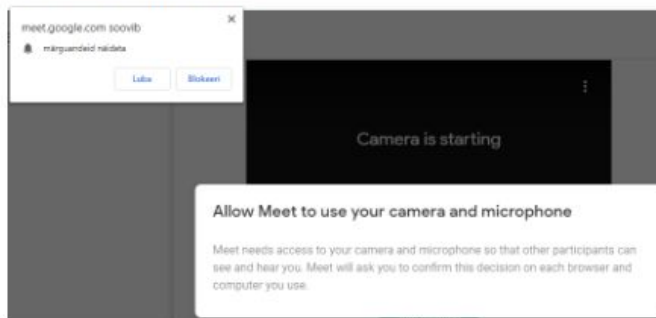 meet.google.com soovib
märguandeid näidata
Luba
Blokeeri
Camera is starting
Allow Meet to use your camera and microphone
Meet needs access to your camera and microphone so that other participants can
see and hear you. Meet will ask you to confirm this decision on each browser and
computer you use.